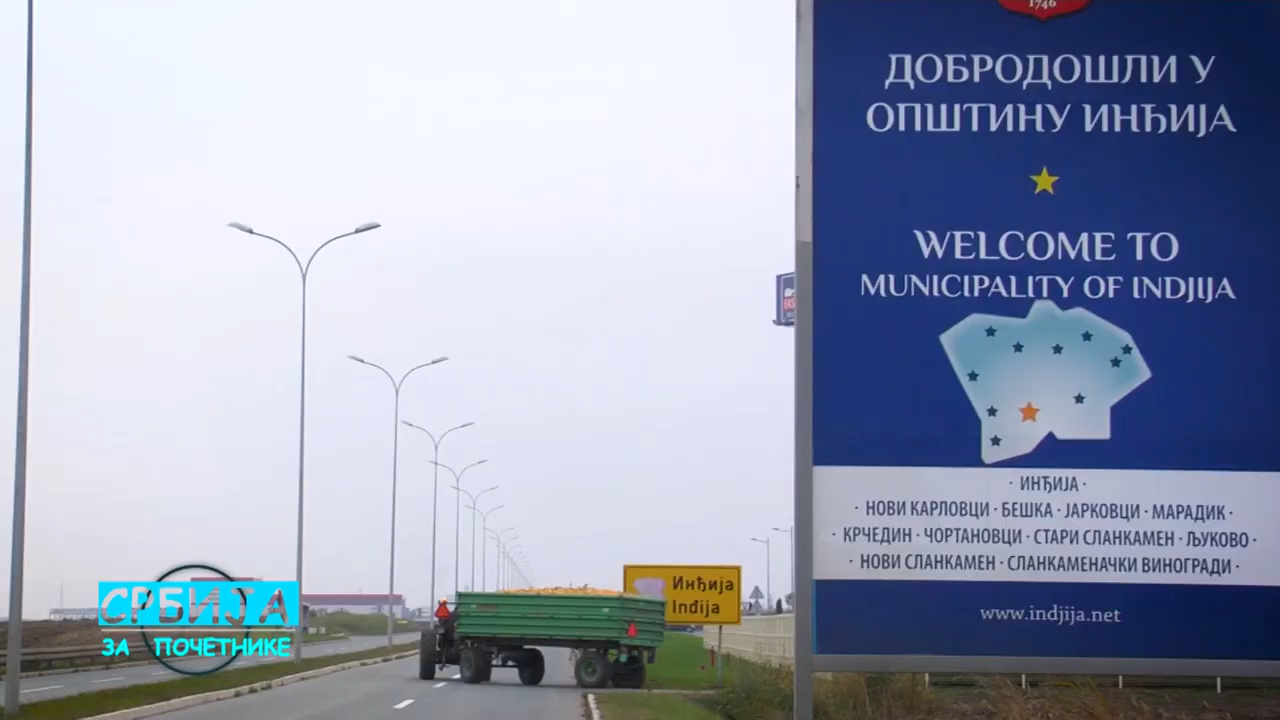 1746
ДОБРОДОШЛИ У
ОПШТИНУ ИНЂИЈА
WELCOME TO
MUNICIPALITY OF INDJIJA
· ИНЂИЈА ·
· НОВИ КАРЛОВЦИ · БЕШКА · ЈАРКОВЦИ · МАРАДИК ·
· КРЧЕДИН · ЧОРТАНОВЦИ · СТАРИ СЛАНКАМЕН · ЉУКОВО ·
· НОВИ СЛАНКАМЕН · СЛАНКАМЕНАЧКИ ВИНОГРАДИ ·
www.indjija.net
Инђија
Inđija
СРБИЈА
ЗА ПОЧЕТНИКЕ